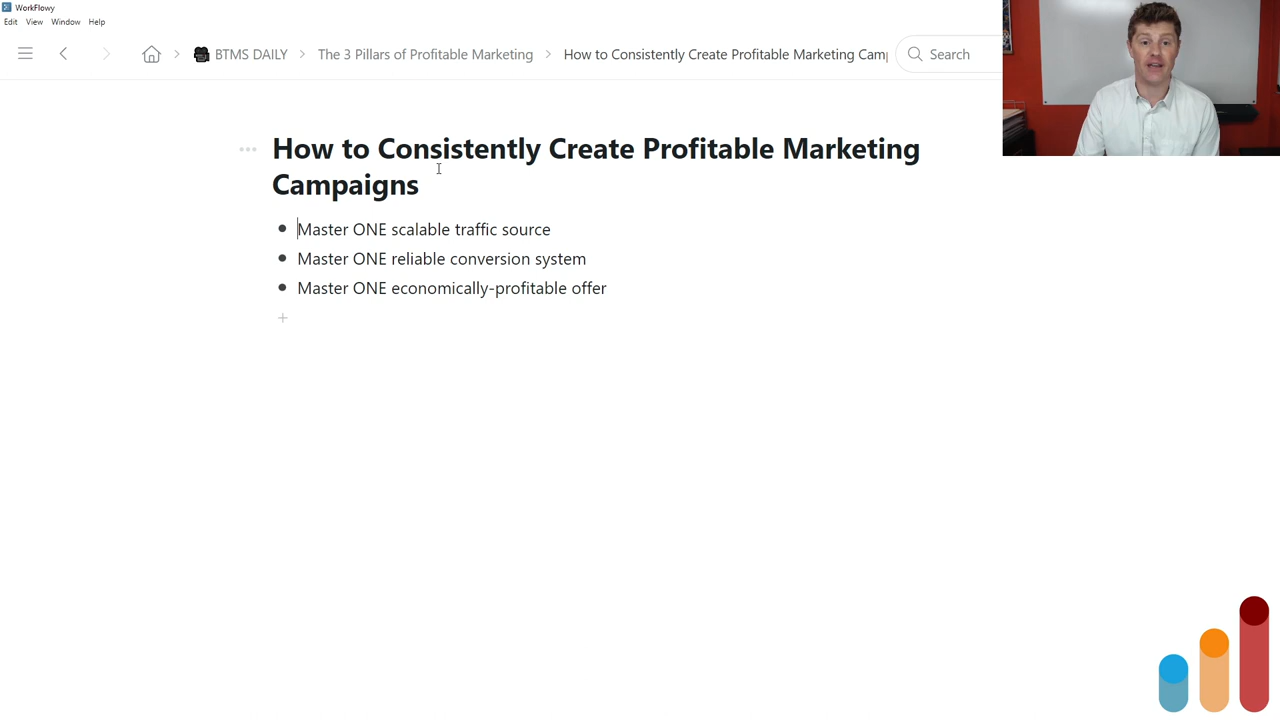 WorkFlowy
Edit View Window Help
BTMS DAILY > The 3 Pillars of Profitable Marketing > How to Consistently Create Profitable Marketing Cam
Search
How to Consistently Create Profitable Marketing
Campaigns
Master ONE scalable traffic source
Master ONE reliable conversion system
Master ONE economically-profitable offer